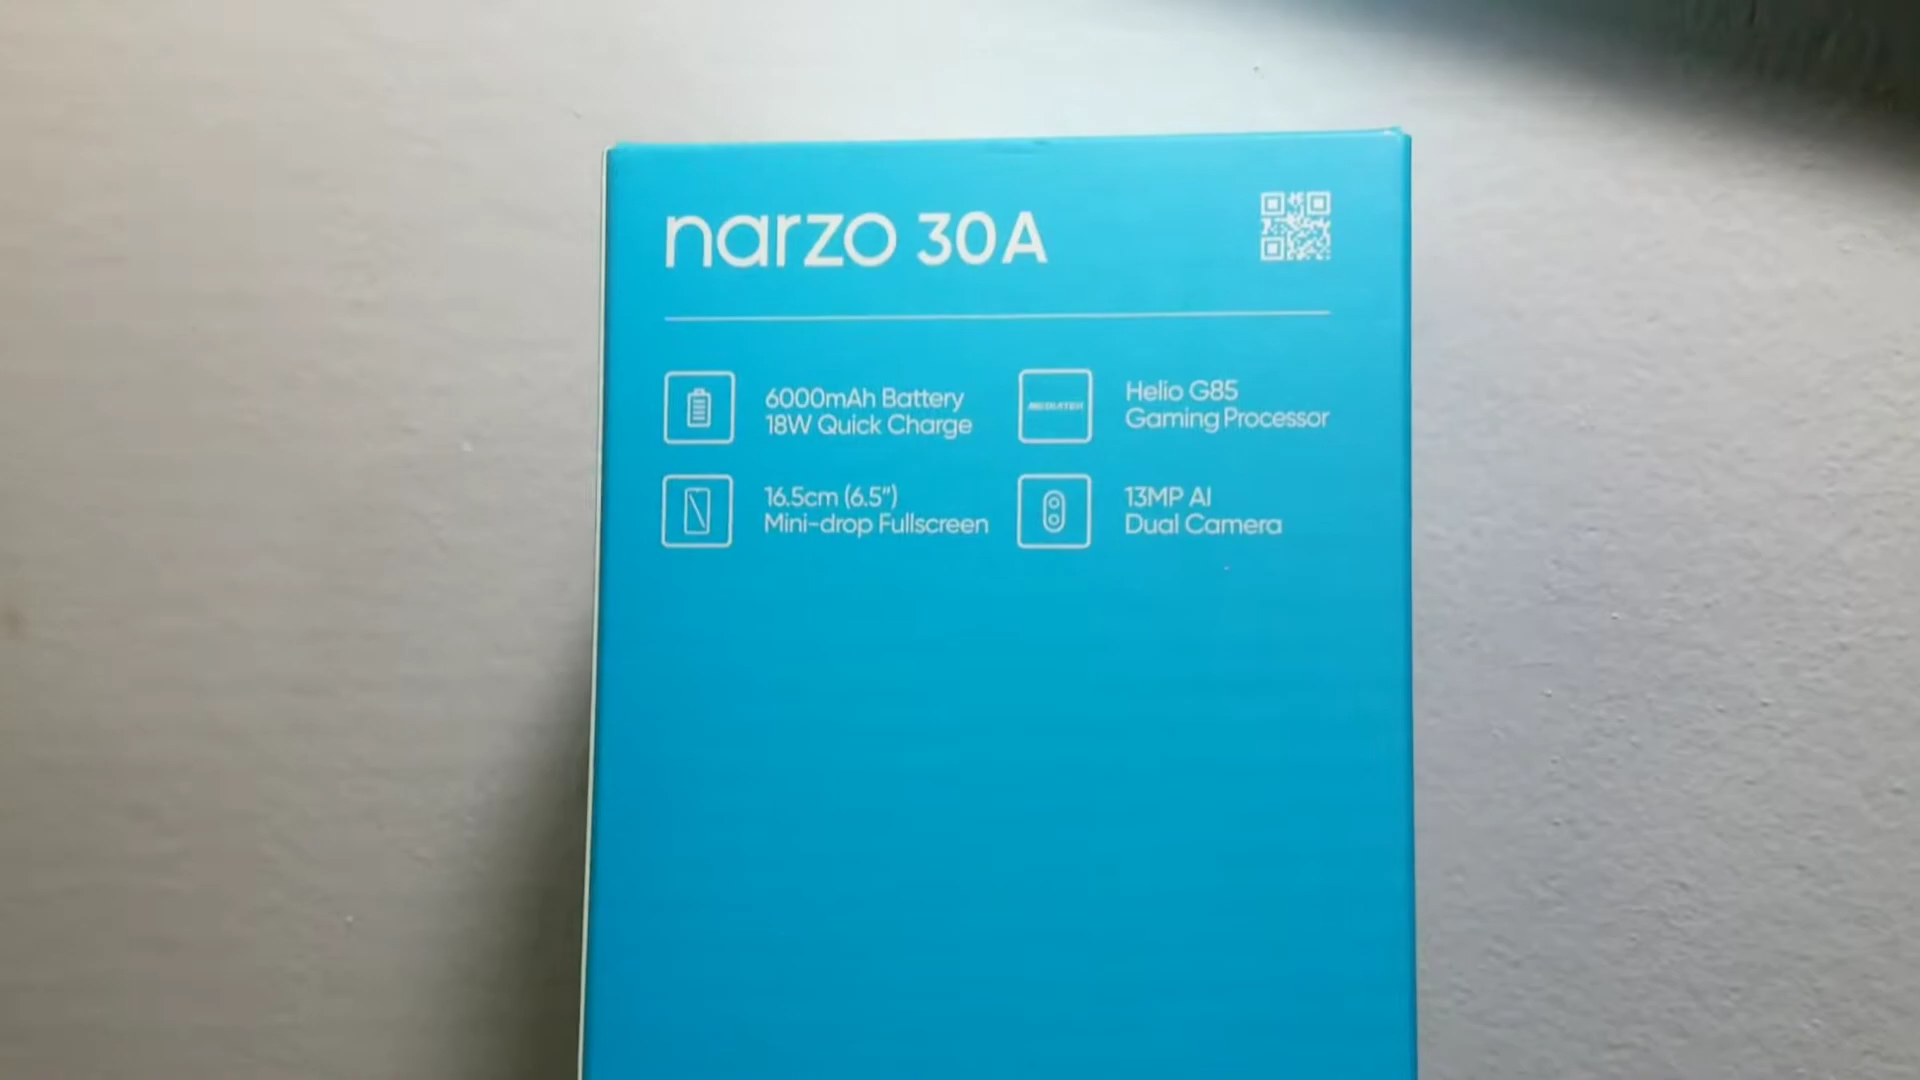 narzo 30A
6000mAh Battery
18W Quick Charge
MEDIATEK
Helio G85
Gaming Processor
16.5cm (6.5")
Mini-drop Fullscreen
13MP AI
Dual Camera